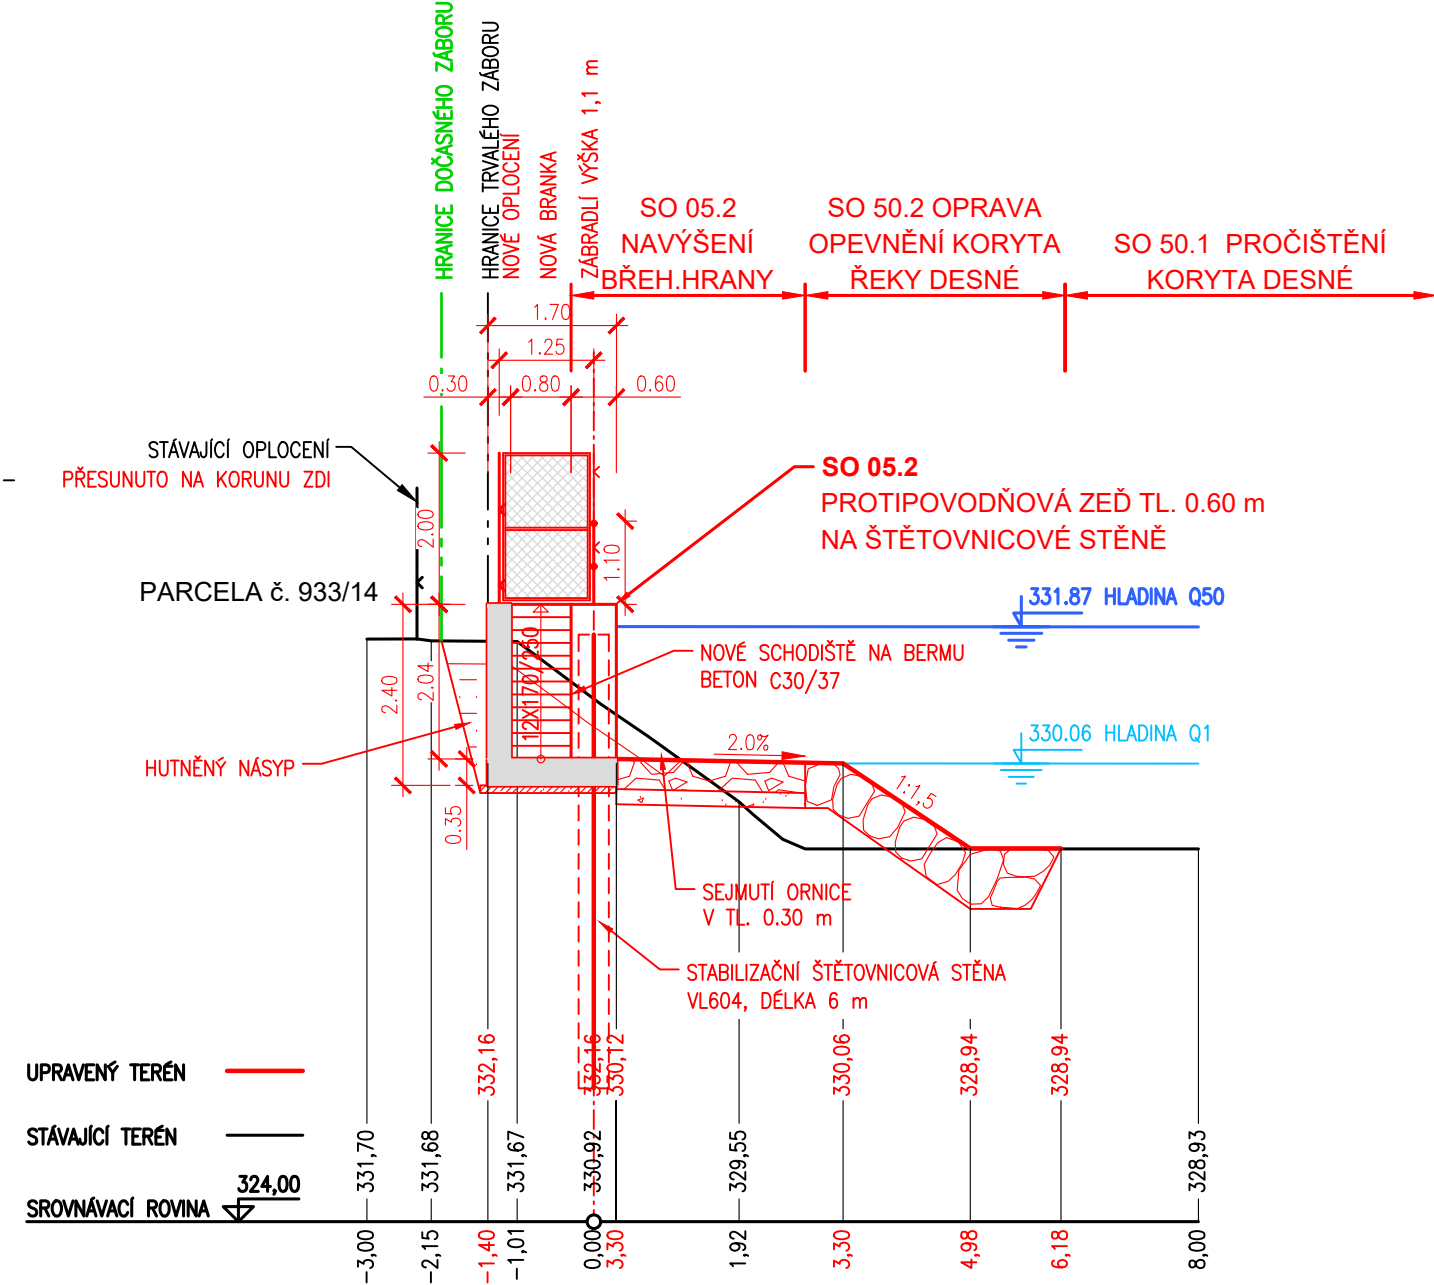 HRANICE DOČASNÉHO ZÁBORU
HRANICE TRVALÉHO ZÁBORU
NOVÉ OPLOCENÍ
NOVÁ BRANKA
ZÁBRADLÍ VÝŠKA 1,1 m
SO 05.2
NAVÝŠENÍ
BŘEH.HRANY
SO 50.2 OPRAVA
OPEVNĚNÍ KORYTA
ŘEKY DESNÉ
SO 50.1 PROČIŠTĚNÍ
KORYTA DESNÉ
1.70
1.25
0.30
0.80
0.60
STÁVAJÍCÍ OPLOCENÍ
PŘESUNUTO NA KORUNU ZDI
SO 05.2
PROTIPOVODŇOVÁ ZEĎ TL. 0.60 m
NA ŠTĚTOVNICOVÉ STĚNĚ
2.00
1.10
PARCELA č. 933/14
331.87 HLADINA Q50
12X170/250
NOVÉ SCHODIŠTĚ NA BERMU
BETON C30/37
2.40
2.04
0.35
HUTNĚNÝ NÁSYP
2.0%
330.06 HLADINA Q1
1:1,5
SEJMUTÍ ORNICE
V TL. 0.30 m
STABILIZAČNÍ ŠTĚTOVNICOVÁ STĚNA
VL604, DÉLKA 6 m
332,16
332,16
330,12
330,06
328,94
328,94
UPRAVENÝ TERÉN
STÁVAJÍCÍ TERÉN
331,70
331,68
331,67
330,92
329,55
328,93
324,00
SROVNÁVACÍ ROVINA
-3,00
-2,15
-1,40
-1,01
0,00
3,30
1,92
3,30
4,98
6,18
8,00